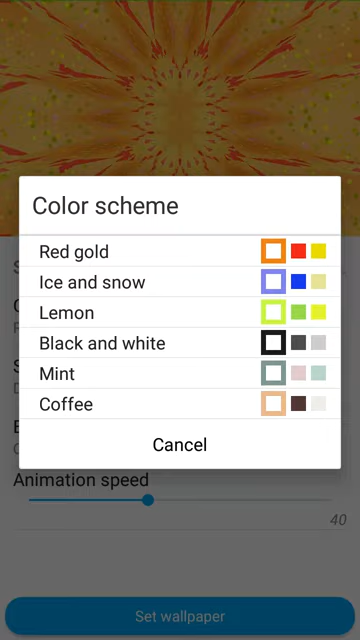 Color scheme
Red gold
Ice and snow
Lemon
Black and white
Mint
Coffee
Cancel
Animation speed
40
Set wallpaper